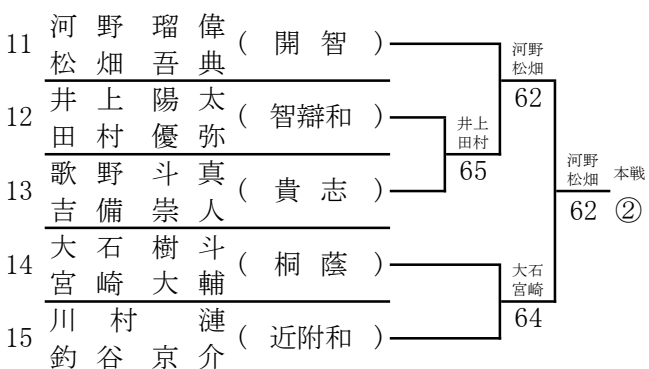 11 河野瑠偉 (開智)
松畑吾典
12 井上陽太 (智辯和)
田村優弥
13 歌野斗真 (貴志)
吉備崇人
14 大石樹斗 (桐蔭)
宮崎大輔
15 川村漣 (近附和)
釣谷京介
井上
田村
65
河野
松畑
62
大石
宮崎
64
河野
松畑
62
本戦
②